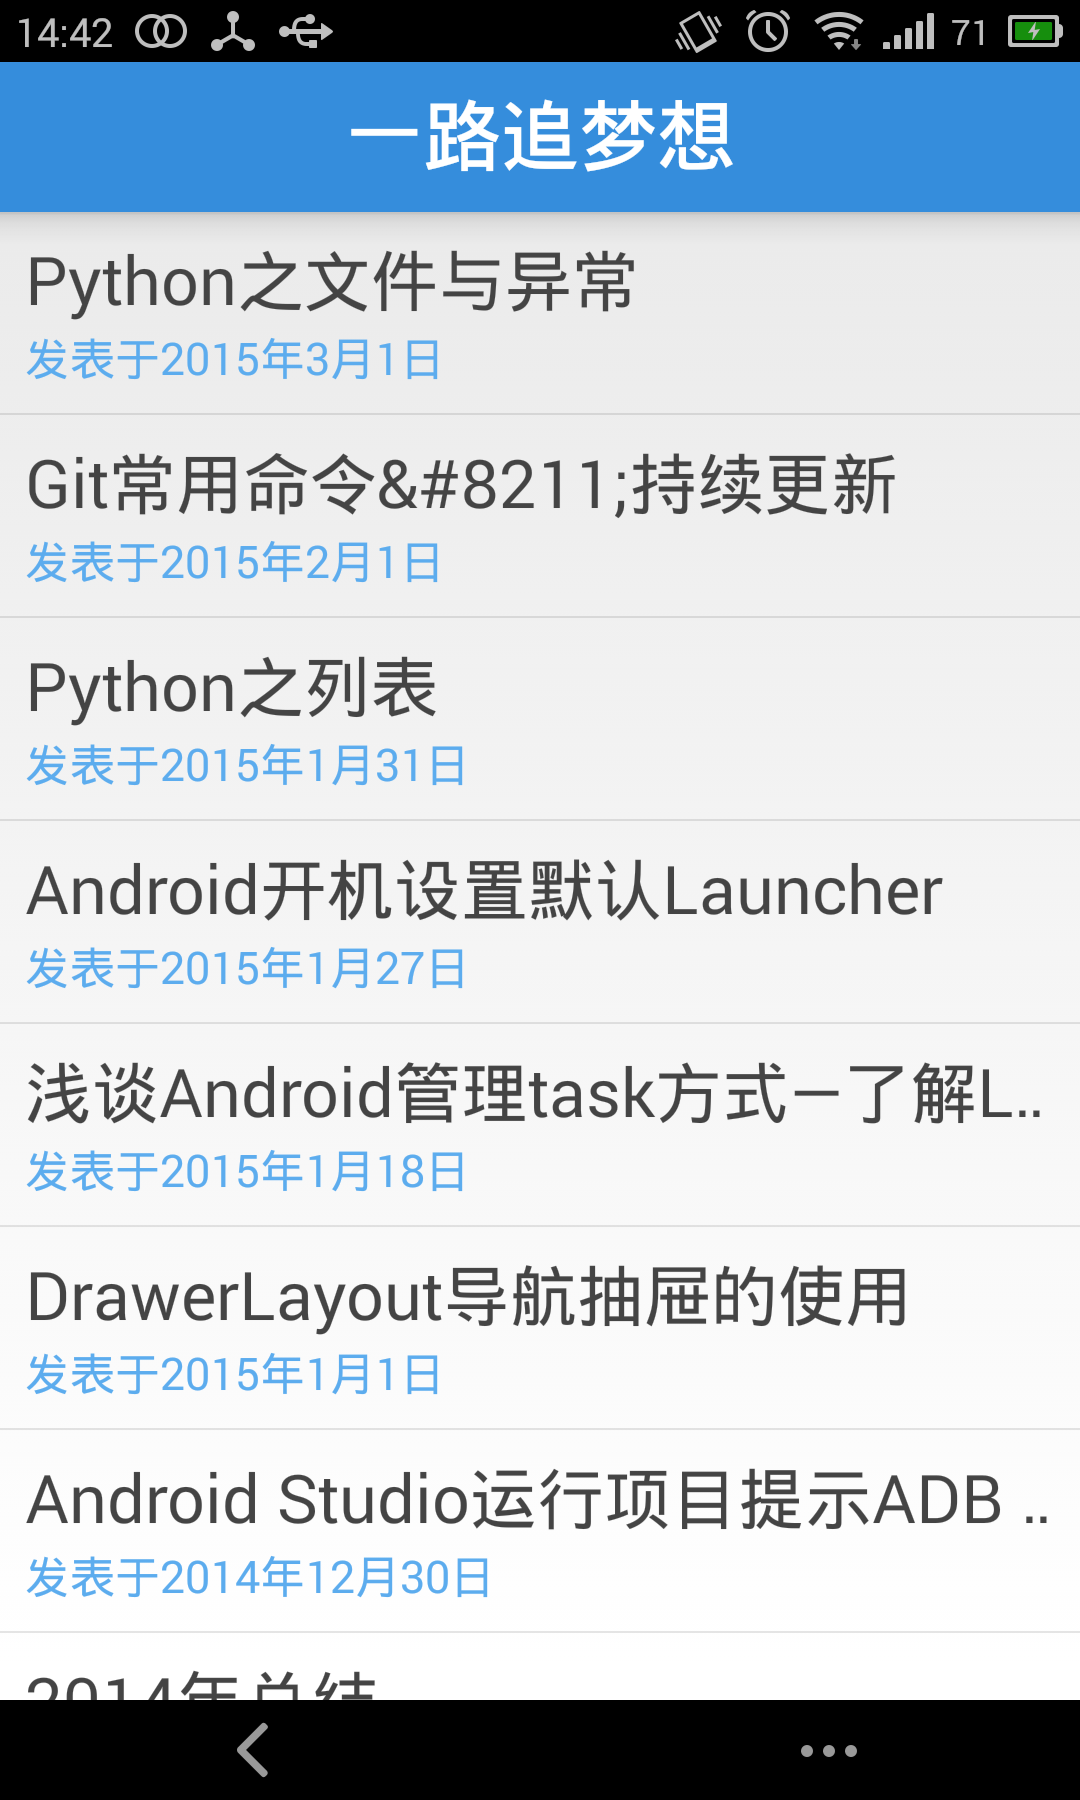 14:42 71
一路追梦想
Python之文件与异常
发表于2015年3月1日
Git常用命令&#8211;持续更新
发表于2015年2月1日
Python之列表
发表于2015年1月31日
Android开机设置默认Launcher
发表于2015年1月27日
浅谈Android管理task方式－了解L..
发表于2015年1月18日
DrawerLayout导航抽屉的使用
发表于2015年1月1日
Android Studio运行项目提示ADB ..
发表于2014年12月30日
2014年总结